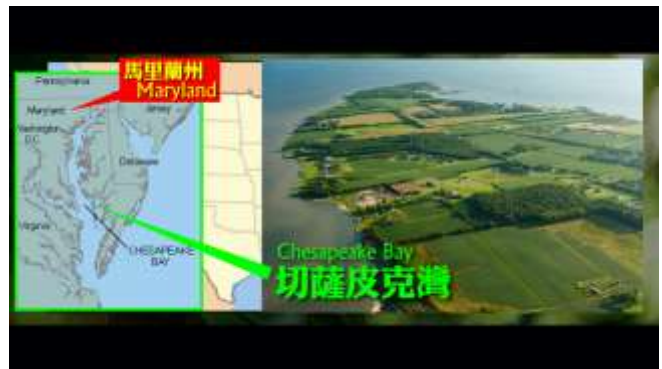 馬里蘭州
Maryland
Pennsylvania
Maryland
Jersey
Washington
D.C.
Delaware
Virginia
CHESAPEAKE
BAY
Chesapeake Bay
切薩皮克灣